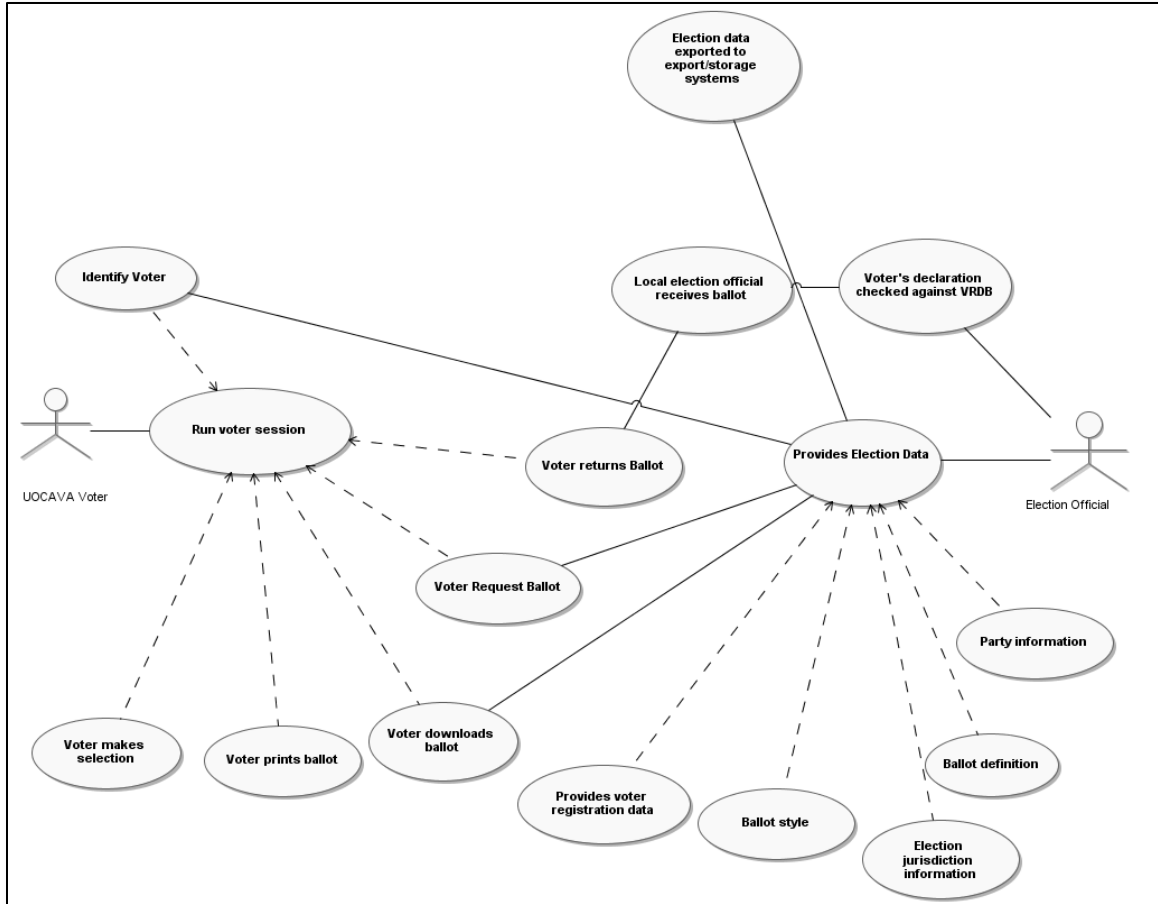 Election data
exported to
export/storage
systems
Identify Voter
Local election official
receives ballot
Voter's declaration
checked against VRDB
Run voter session
UOCAVA Voter
Voter returns Ballot
Provides Election Data
Election Official
Voter Request Ballot
Party information
Voter makes
selection
Voter prints ballot
Voter downloads
ballot
Ballot definition
Provides voter
registration data
Ballot style
Election
jurisdiction
information